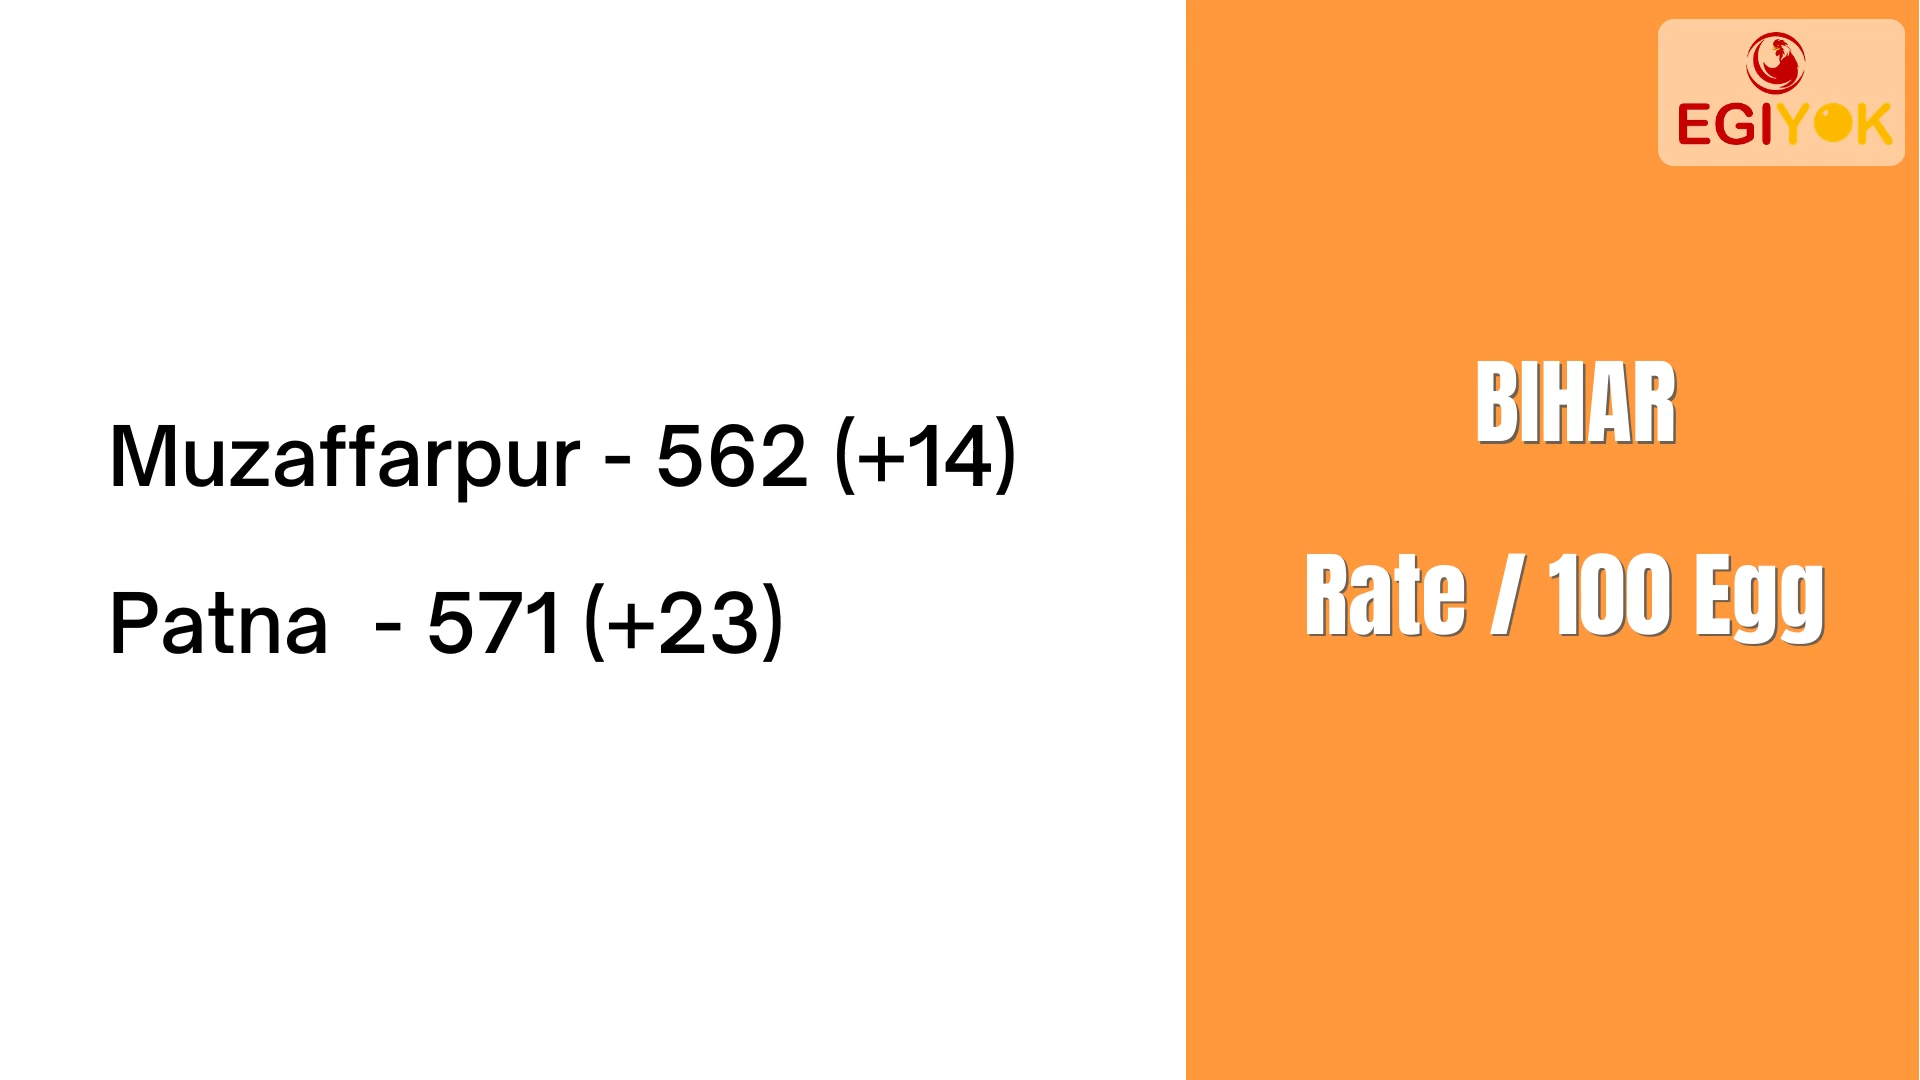 Muzaffarpur - 562 (+14)
Patna - 571 (+23)
EGIYOK
BIHAR
Rate / 100 Egg